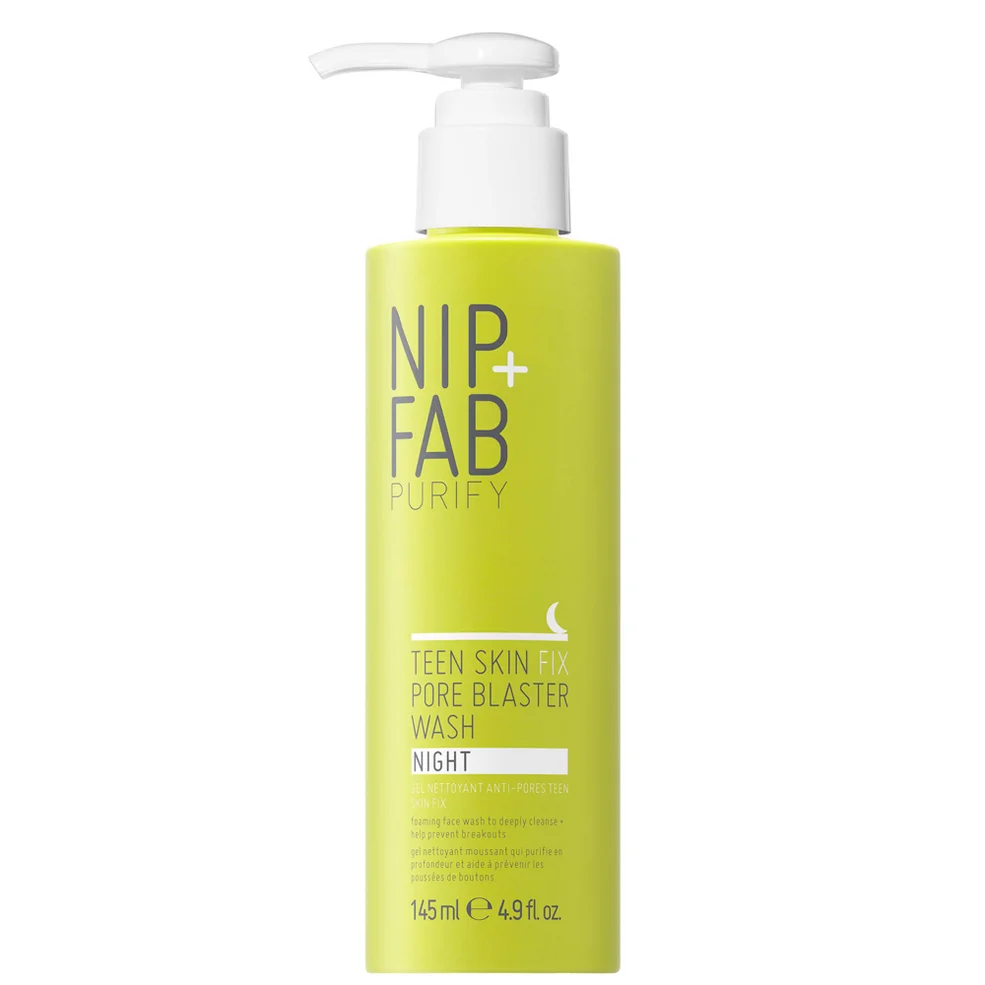 NIP+
FAB
PURIFY
TEEN SKIN FIX
PORE BLASTER
WASH
NIGHT
GEL NETTOYANT ANTI-PORES TEEN
SKIN FIX
foaming face wash to deeply cleanse +
help prevent breakouts
gel nettoyant moussant qui purifie en
profondeur et aide à prévenir les
poussées de boutons
145 ml ℮ 4.9 fl. oz.